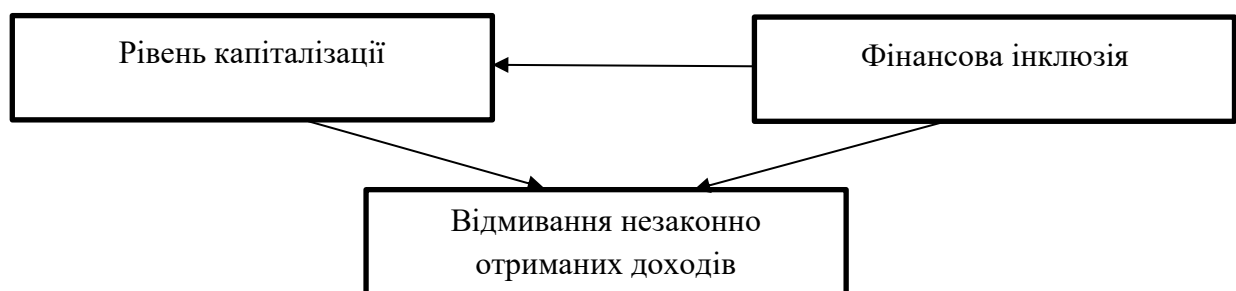 Рівень капіталізації
Фінансова інклюзія
Відмивання незаконно
отриманих доходів